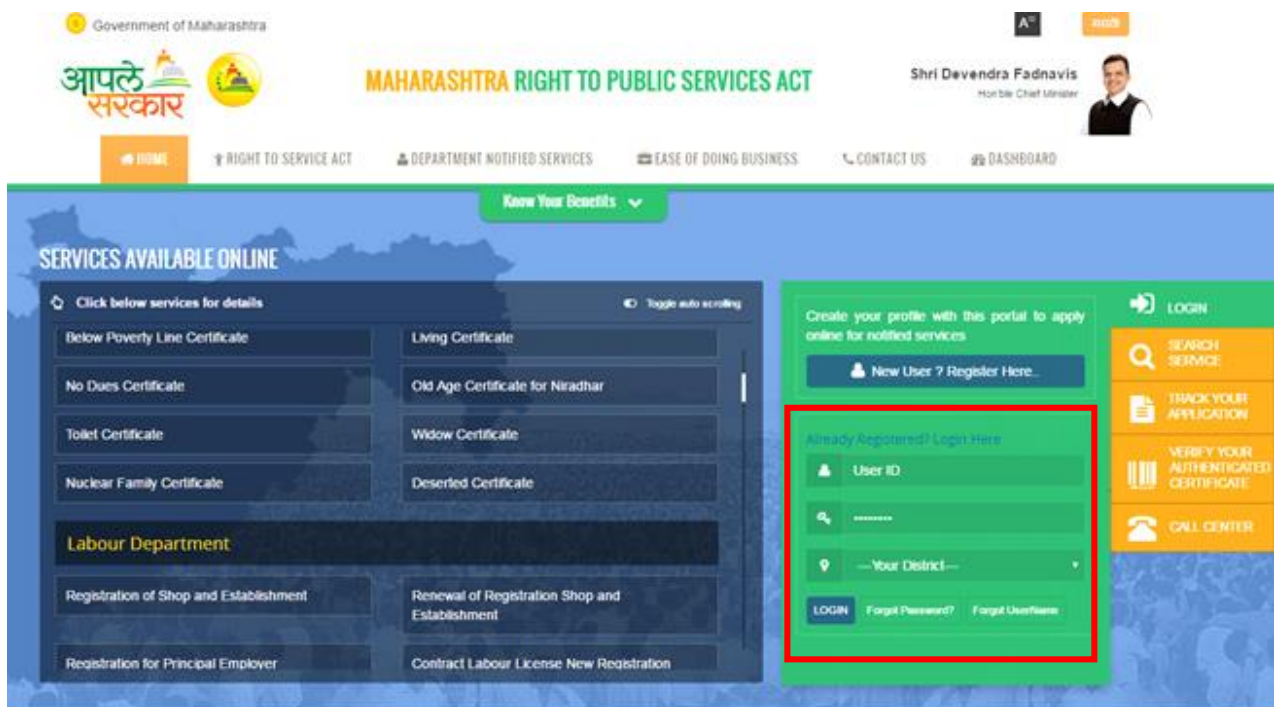 Government of Maharashtra
A
मराठी
आपले
सरकार
MAHARASHTRA RIGHT TO PUBLIC SERVICES ACT
Shri Devendra Fadnavis
Hon'ble Chief Minister
HOME
RIGHT TO SERVICE ACT
DEPARTMENT NOTIFIED SERVICES
EASE OF DOING BUSINESS
CONTACT US
DASHBOARD
Know Your Benefits
SERVICES AVAILABLE ONLINE
Click below services for details
Toggle auto scrolling
Below Poverty Line Certificate
Living Certificate
No Dues Certificate
Old Age Certificate for Niradhar
Toilet Certificate
Widow Certificate
Nuclear Family Certificate
Deserted Certificate
Labour Department
Registration of Shop and Establishment
Renewal of Registration Shop and
Establishment
Registration for Principal Employer
Contract Labour License New Registration
Create your profile with this portal to apply
online for notified services
New User ? Register Here..
Already Registered? Login Here
User ID
---Your District---
LOGIN
Forgot Password?
Forgot UserName
LOGIN
SEARCH
SERVICE
TRACK YOUR
APPLICATION
VERIFY YOUR
AUTHENTICATED
CERTIFICATE
CALL CENTER